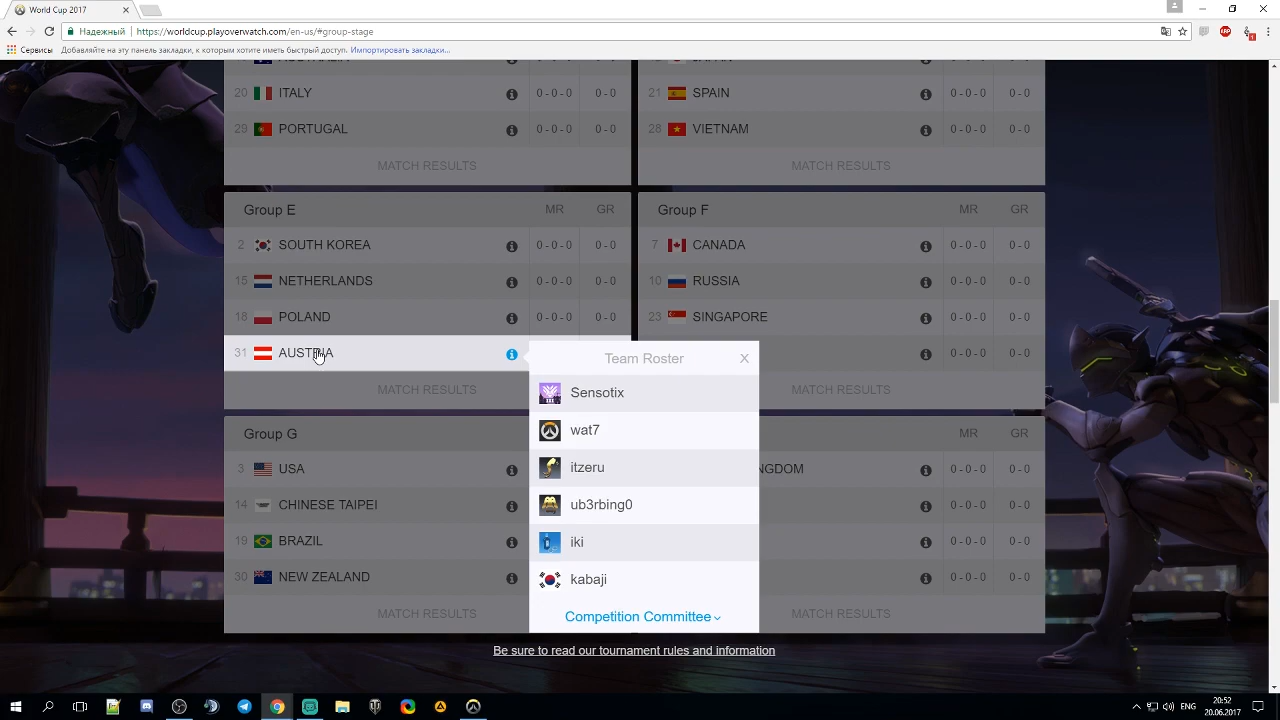 World Cup 2017
Надежный | https://worldcup.playoverwatch.com/en-us/#group-stage
Сервисы Добавляйте на эту панель закладки, к которым хотите иметь быстрый доступ. Импортировать закладки...
20 ITALY 0 - 0 - 0 0 - 0
29 PORTUGAL 0 - 0 - 0 0 - 0
MATCH RESULTS
21 SPAIN 0 - 0 - 0 0 - 0
28 VIETNAM 0 - 0 - 0 0 - 0
MATCH RESULTS
Group E MR GR
2 SOUTH KOREA 0 - 0 - 0 0 - 0
15 NETHERLANDS 0 - 0 - 0 0 - 0
18 POLAND 0 - 0 - 0 0 - 0
31 AUSTRIA
MATCH RESULTS
Group F MR GR
7 CANADA 0 - 0 - 0 0 - 0
10 RUSSIA 0 - 0 - 0 0 - 0
23 SINGAPORE 0 - 0 - 0 0 - 0
0 - 0 - 0 0 - 0
MATCH RESULTS
Team Roster X
Sensotix
wat7
itzeru
ub3rbing0
iki
kabaji
Competition Committee
Group G
3 USA
14 CHINESE TAIPEI
19 BRAZIL
30 NEW ZEALAND
MATCH RESULTS
MR GR
NGDOM 0 - 0 - 0 0 - 0
0 - 0 - 0 0 - 0
0 - 0 - 0 0 - 0
0 - 0 - 0 0 - 0
MATCH RESULTS
Be sure to read our tournament rules and information
ENG
20:52
20.06.2017